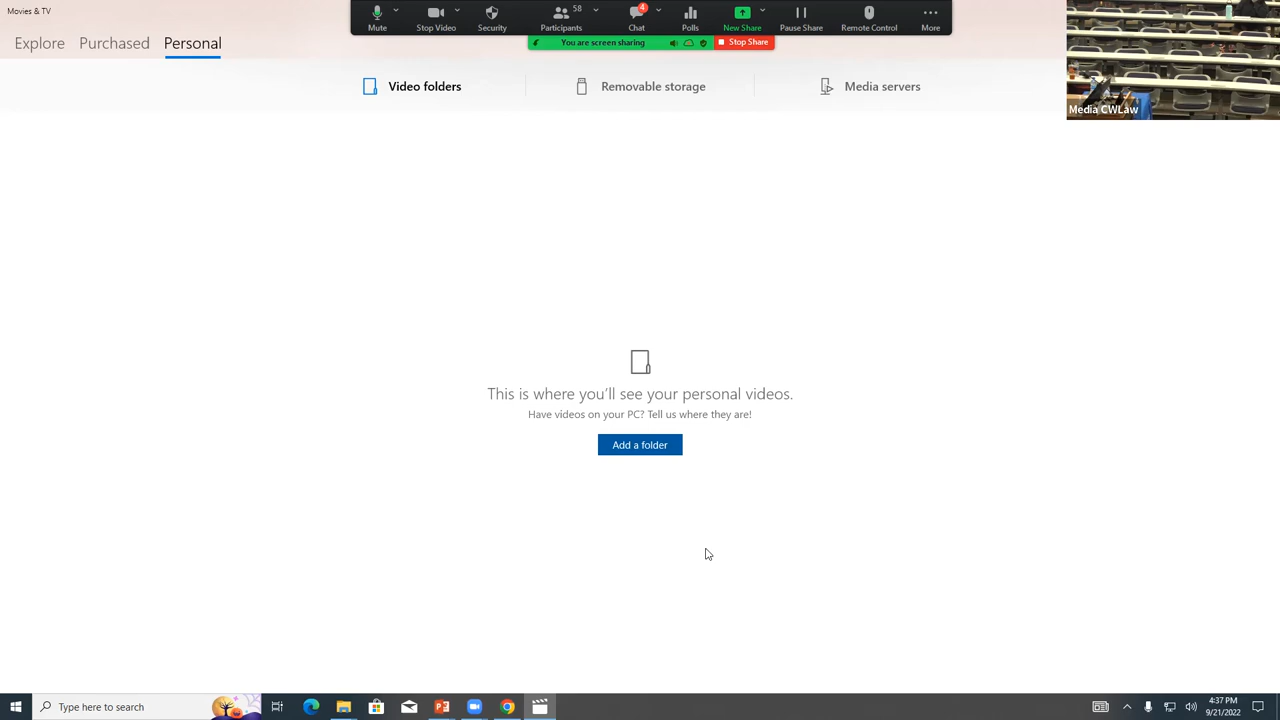 Movies & TV
Purchased
Personal
58
4
Mute
Stop Video
Security
Participants
Chat
Polls
New Share
Pause Share
Remote Control
More
You are screen sharing
Stop Share
Video folders
Removable storage
Media servers
Media CWLaw
This is where you'll see your personal videos.
Have videos on your PC? Tell us where they are!
Add a folder
Type here to search
4:37 PM
9/21/2022